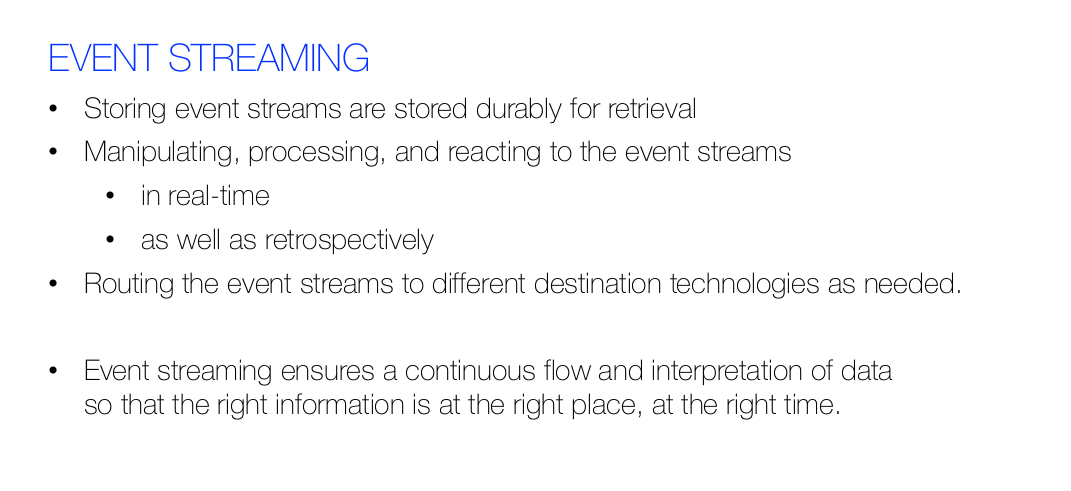 EVENT STREAMING
• Storing event streams are stored durably for retrieval
• Manipulating, processing, and reacting to the event streams
• in real-time
• as well as retrospectively
• Routing the event streams to different destination technologies as needed.
• Event streaming ensures a continuous flow and interpretation of data
so that the right information is at the right place, at the right time.